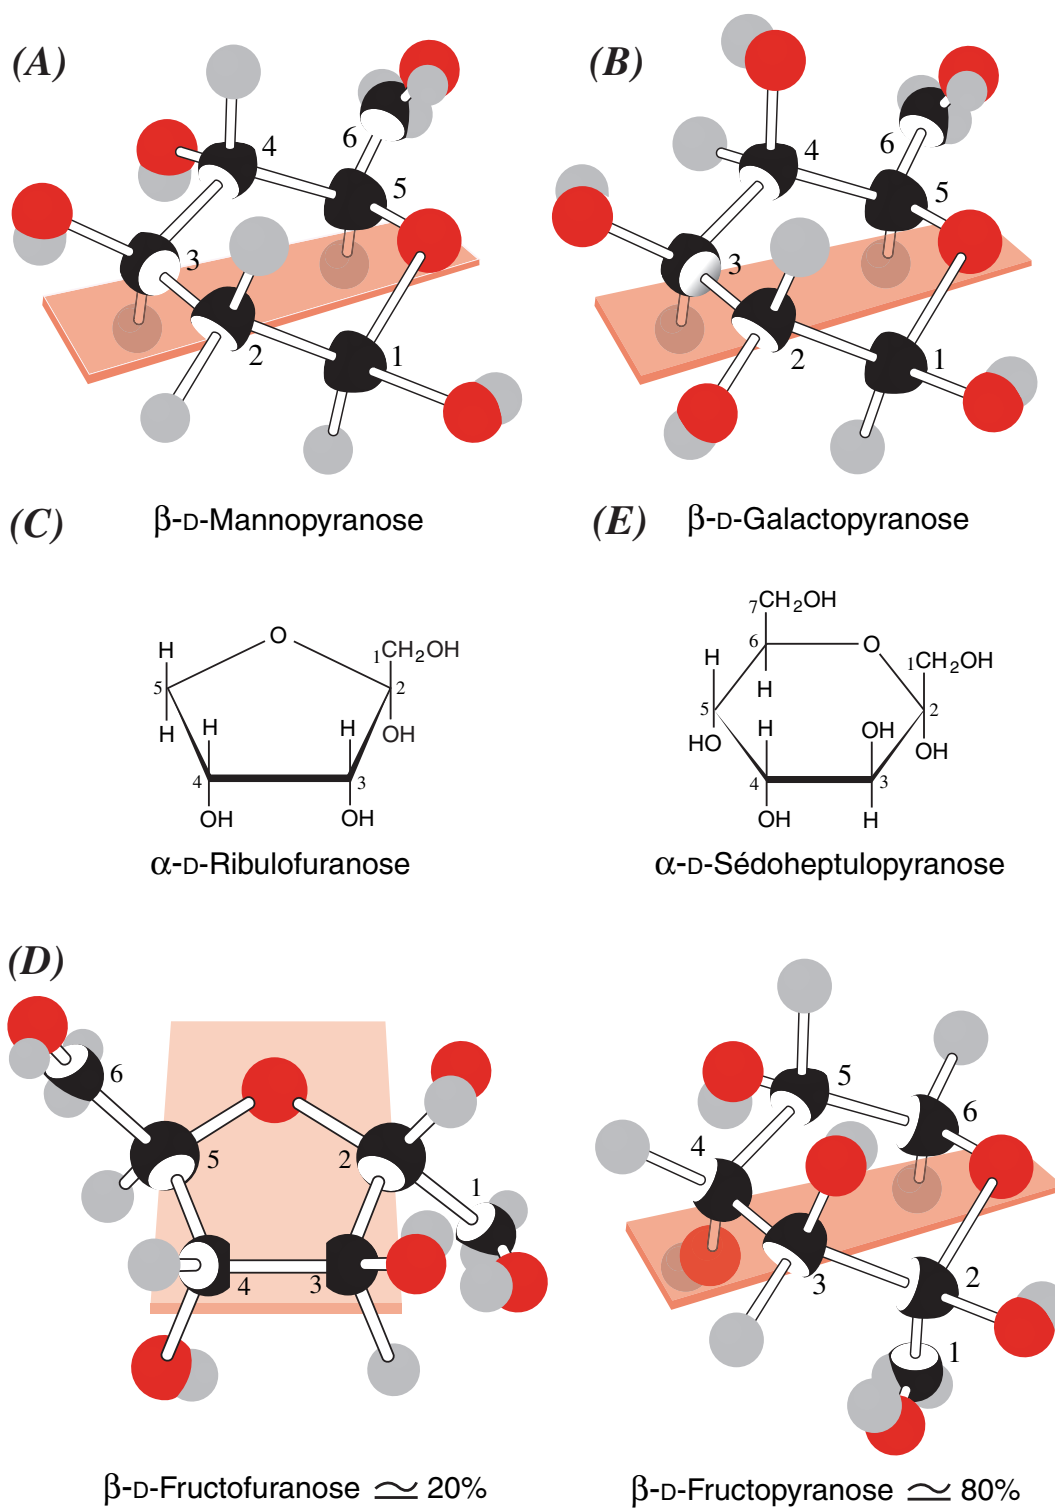 (A)
(B)
6
4
5
3
2
1
6
4
5
3
2
1
β-D-Mannopyranose
β-D-Galactopyranose
(C)
(E)
O
H
1CH2OH
5
2
H
H
H
OH
4
3
OH
OH
α-D-Ribulofuranose
7CH2OH
6
O
H
1CH2OH
H
5
2
HO
H
OH
OH
4
3
OH
H
α-D-Sédoheptulopyranose
(D)
6
5
2
1
4
3
β-D-Fructofuranose ≃ 20%
5
6
4
3
2
1
β-D-Fructopyranose ≃ 80%